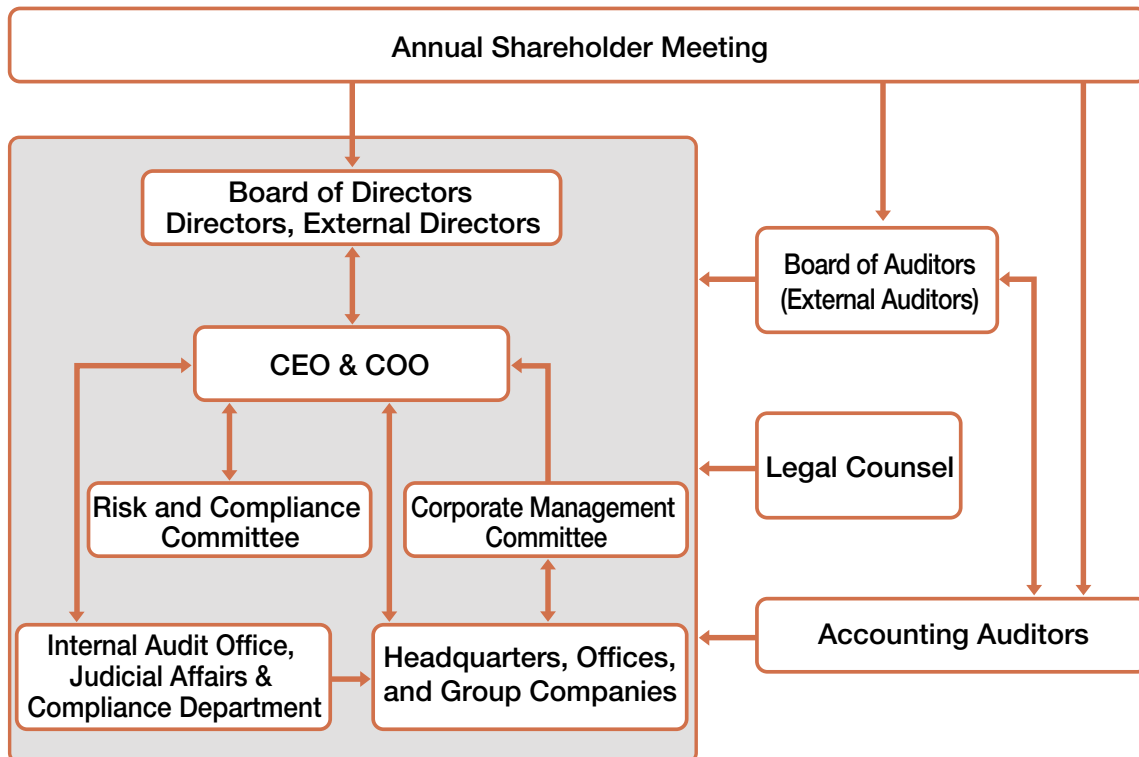 Annual Shareholder Meeting
Board of Directors
Directors, External Directors
Board of Auditors
(External Auditors)
CEO & COO
Legal Counsel
Risk and Compliance
Committee
Corporate Management
Committee
Internal Audit Office,
Judicial Affairs &
Compliance Department
Headquarters, Offices,
and Group Companies
Accounting Auditors